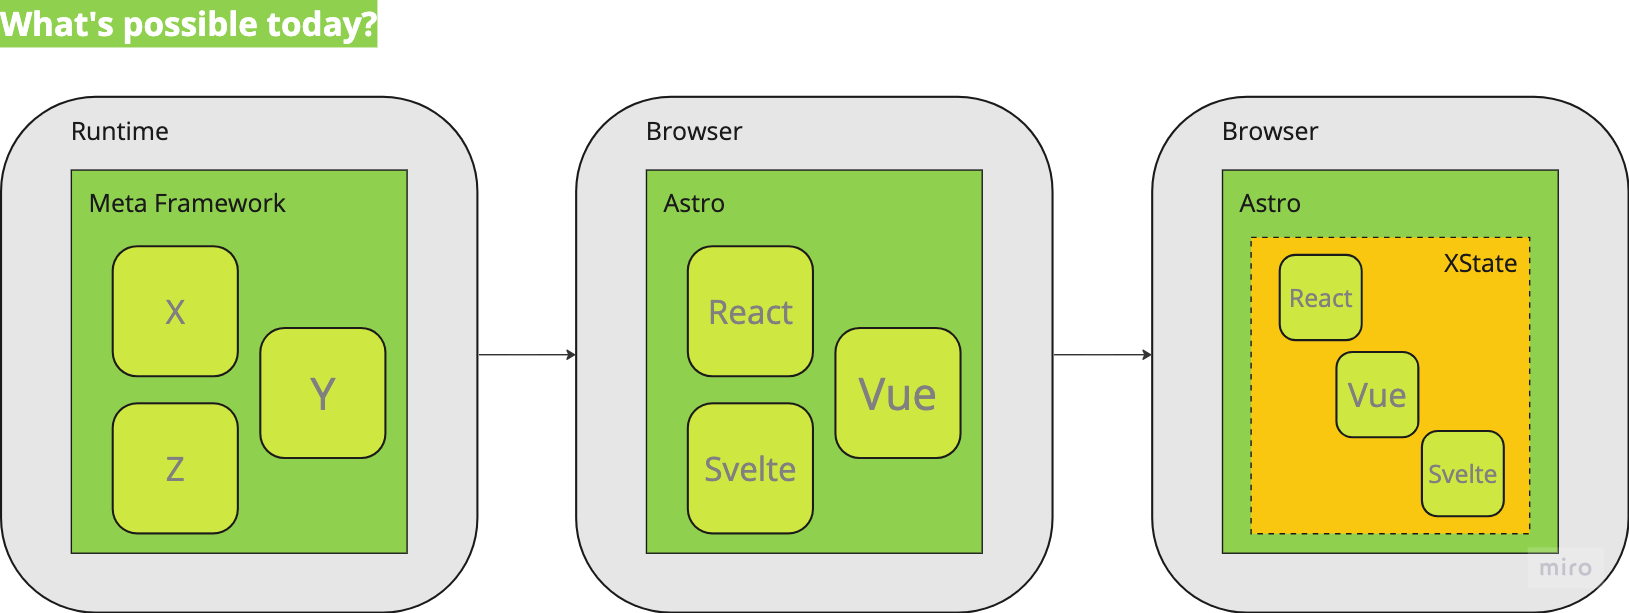 What's possible today?
Runtime
Meta Framework
X
Y
Z
Browser
Astro
React
Vue
Svelte
Browser
Astro
XState
React
Vue
Svelte
miro